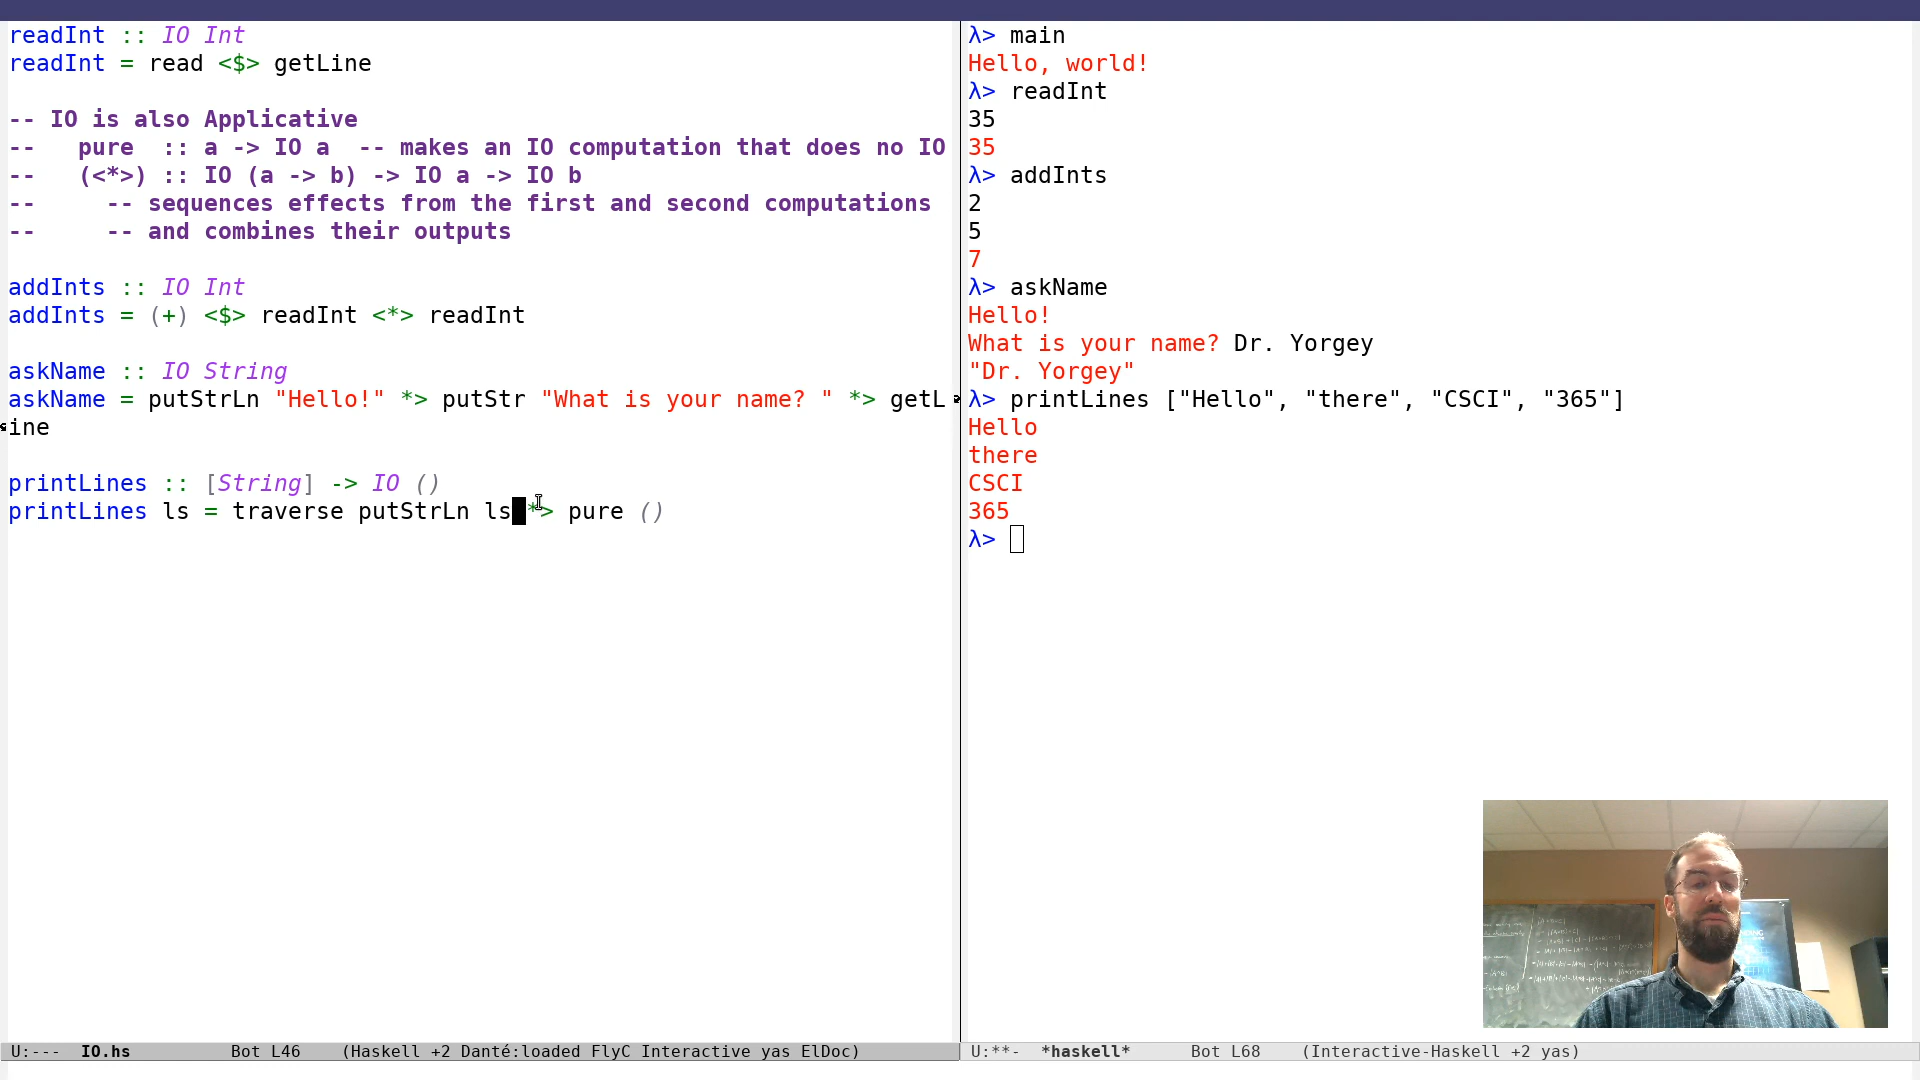 readInt :: IO Int
readInt = read <$> getLine
-- IO is also Applicative
--   pure  :: a -> IO a  -- makes an IO computation that does no IO
--   (<*>) :: IO (a -> b) -> IO a -> IO b
--     -- sequences effects from the first and second computations
--     -- and combines their outputs
addInts :: IO Int
addInts = (+) <$> readInt <*> readInt
askName :: IO String
askName = putStrLn "Hello!" *> putStr "What is your name? " *> getL
ine
printLines :: [String] -> IO ()
printLines ls = traverse putStrLn ls *> pure ()
U:---  IO.hs       Bot L46   (Haskell +2 Danté:loaded FlyC Interactive yas ElDoc)
λ> main
Hello, world!
λ> readInt
35
35
λ> addInts
2
5
7
λ> askName
Hello!
What is your name? Dr. Yorgey
"Dr. Yorgey"
λ> printLines ["Hello", "there", "CSCI", "365"]
Hello
there
CSCI
365
λ>
U:**-  *haskell*     Bot L68   (Interactive-Haskell +2 yas)